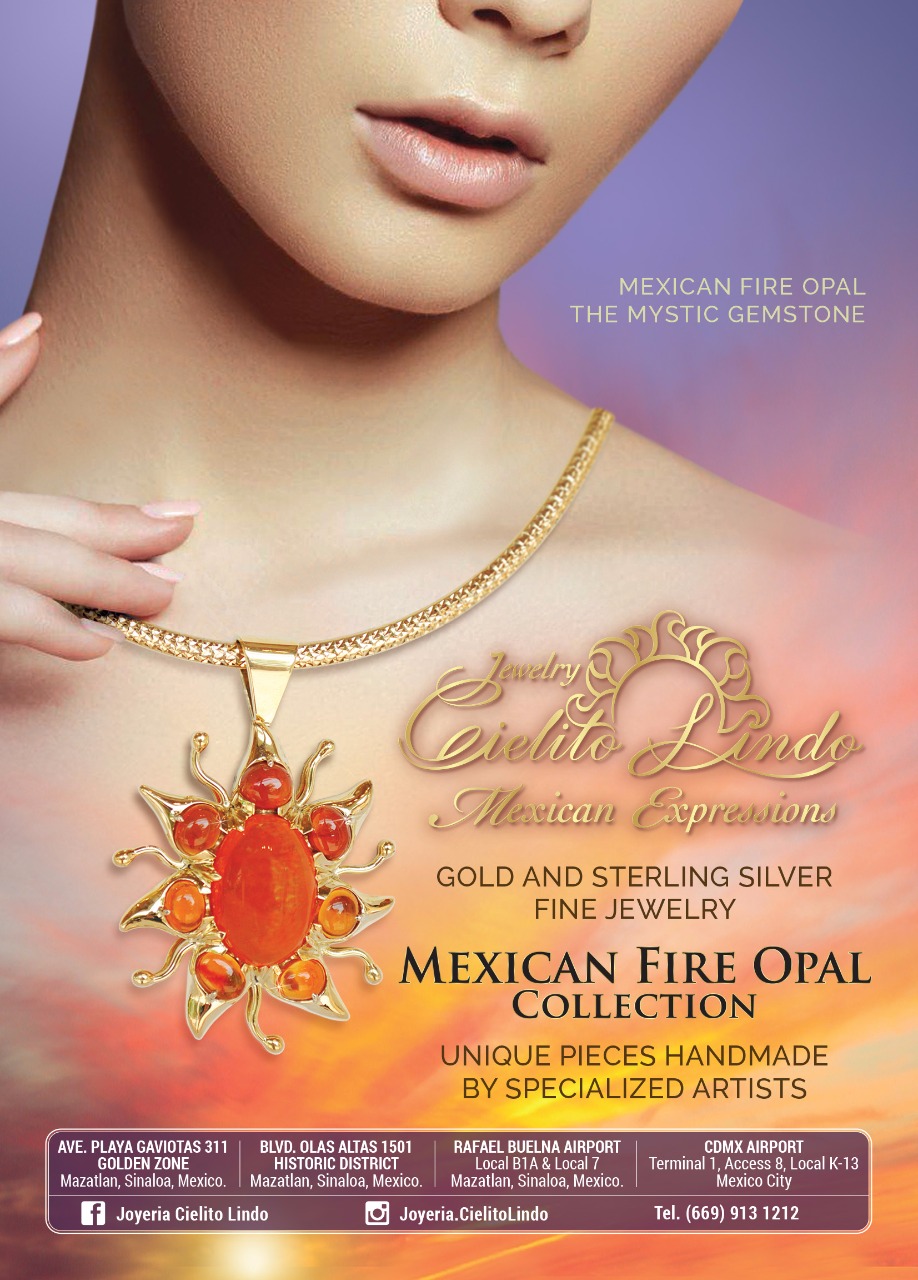 MEXICAN FIRE OPAL
THE MYSTIC GEMSTONE
Jewelry
Cielito Lindo
Mexican Expressions
GOLD AND STERLING SILVER
FINE JEWELRY
MEXICAN FIRE OPAL
COLLECTION
UNIQUE PIECES HANDMADE
BY SPECIALIZED ARTISTS
AVE. PLAYA GAVIOTAS 311
GOLDEN ZONE
Mazatlan, Sinaloa, Mexico.
BLVD. OLAS ALTAS 1501
HISTORIC DISTRICT
Mazatlan, Sinaloa, Mexico.
RAFAEL BUELNA AIRPORT
Local B1A & Local 7
Mazatlan, Sinaloa, Mexico.
CDMX AIRPORT
Terminal 1, Access 8, Local K-13
Mexico City
Joyeria Cielito Lindo
Joyeria.CielitoLindo
Tel. (669) 913 1212